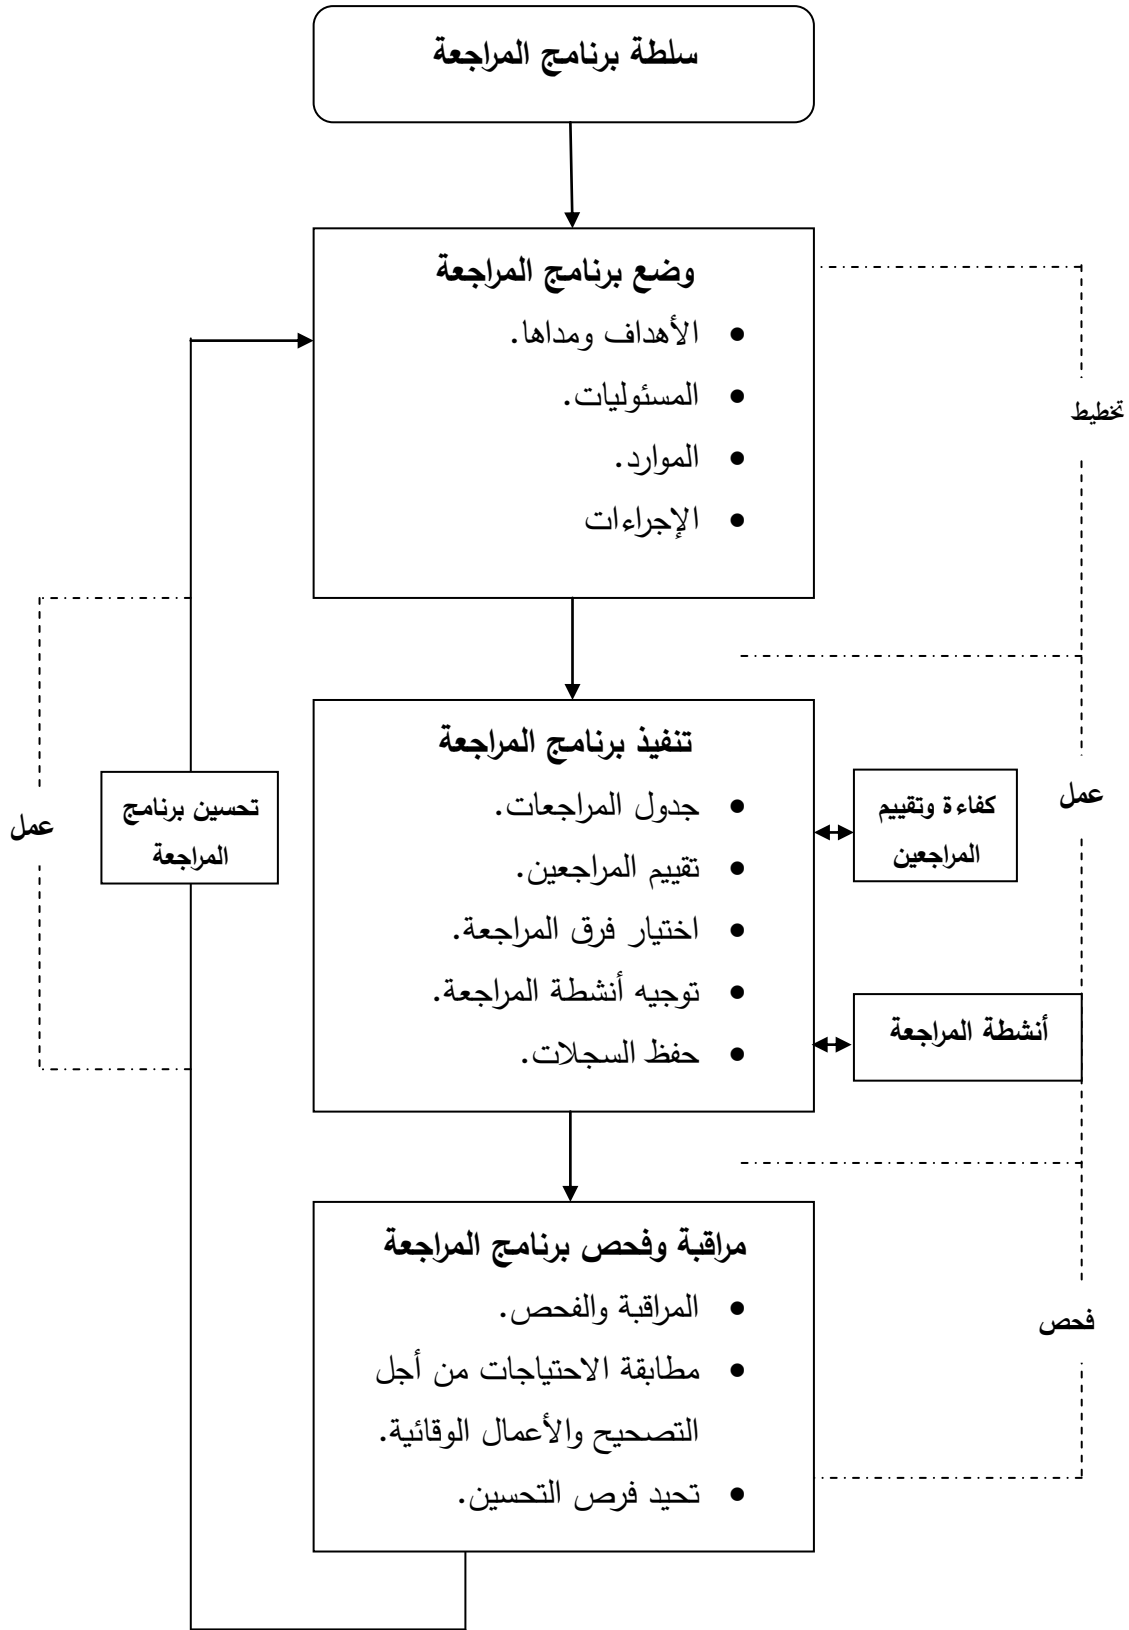 سلطة برنامج المراجعة
وضع برنامج المراجعة
• الأهداف ومداها.
• المسئوليات.
• الموارد.
• الإجراءات
تخطيط
تنفيذ برنامج المراجعة
• جدول المراجعات.
• تقييم المراجعين.
• اختيار فرق المراجعة.
• توجيه أنشطة المراجعة.
• حفظ السجلات.
كفاءة وتقييم
المراجعين
عمل
أنشطة المراجعة
تحسين برنامج
المراجعة
عمل
مراقبة وفحص برنامج المراجعة
• المراقبة والفحص.
• مطابقة الاحتياجات من أجل
التصحيح والأعمال الوقائية.
• تحيد فرص التحسين.
فحص